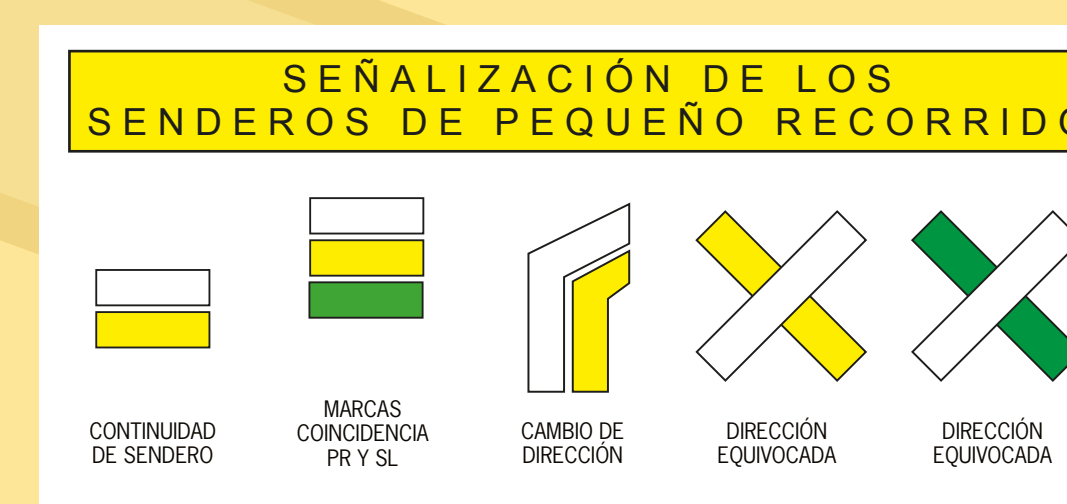 SEÑALIZACIÓN DE LOS
SENDEROS DE PEQUEÑO RECORRIDO
CONTINUIDAD
DE SENDERO
MARCAS
COINCIDENCIA
PR Y SL
CAMBIO DE
DIRECCIÓN
DIRECCIÓN
EQUIVOCADA
DIRECCIÓN
EQUIVOCADA